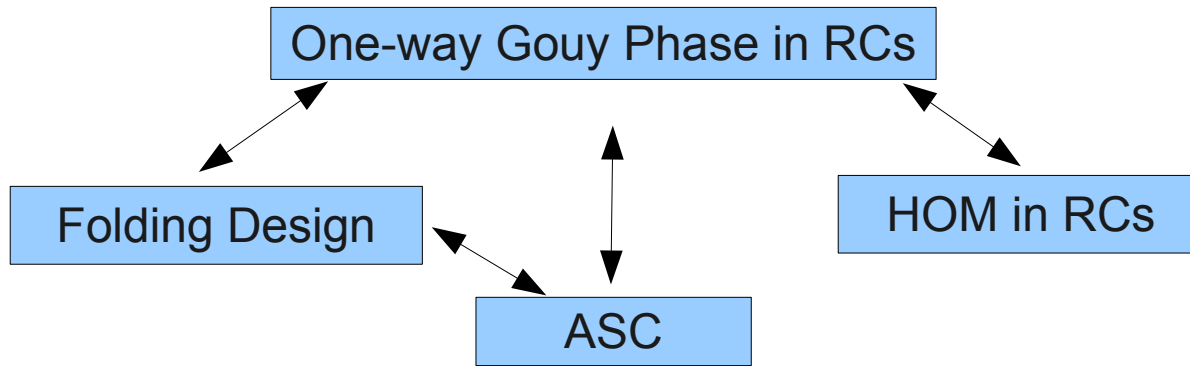 One-way Gouy Phase in RCs
Folding Design
HOM in RCs
ASC